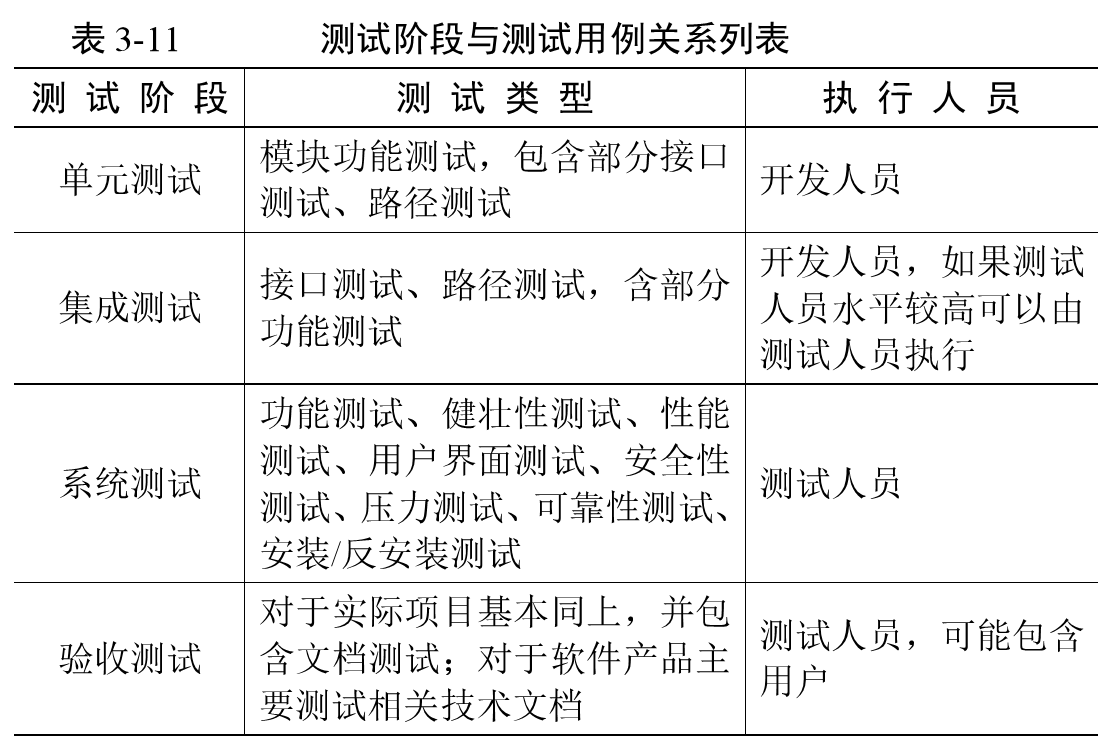 表 3-11 测试阶段与测试用例关系列表
测试阶段 测试类型 执行人员
单元测试
模块功能测试，包含部分接口
测试、路径测试
开发人员
集成测试
接口测试、路径测试，含部分
功能测试
开发人员，如果测试
人员水平较高可以由
测试人员执行
系统测试
功能测试、健壮性测试、性能
测试、用户界面测试、安全性
测试、压力测试、可靠性测试、
安装/反安装测试
测试人员
验收测试
对于实际项目基本同上，并包
含文档测试；对于软件产品主
要测试相关技术文档
测试人员，可能包含
用户